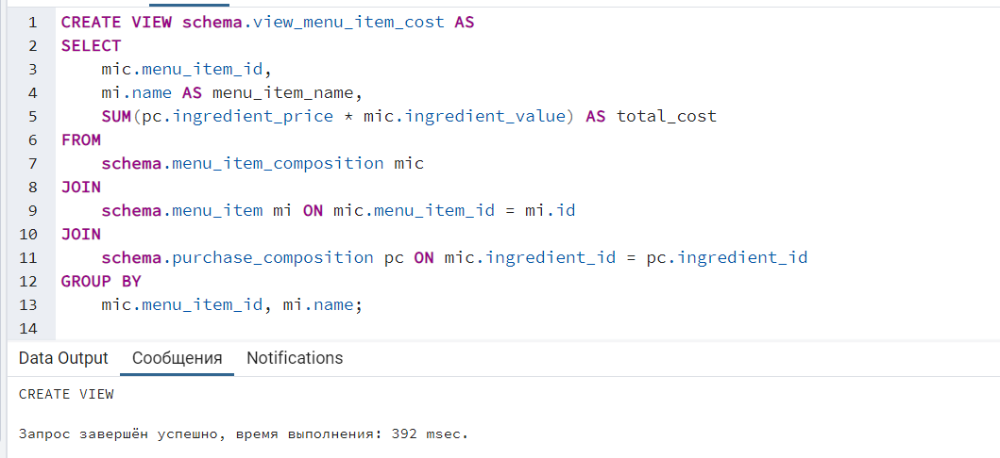 1 CREATE VIEW schema.view_menu_item_cost AS
2 SELECT
3 mic.menu_item_id,
4 mi.name AS menu_item_name,
5 SUM(pc.ingredient_price * mic.ingredient_value) AS total_cost
6 FROM
7 schema.menu_item_composition mic
8 JOIN
9 schema.menu_item mi ON mic.menu_item_id = mi.id
10 JOIN
11 schema.purchase_composition pc ON mic.ingredient_id = pc.ingredient_id
12 GROUP BY
13 mic.menu_item_id, mi.name;
14
Data Output Сообщения Notifications
CREATE VIEW
Запрос завершён успешно, время выполнения: 392 msec.